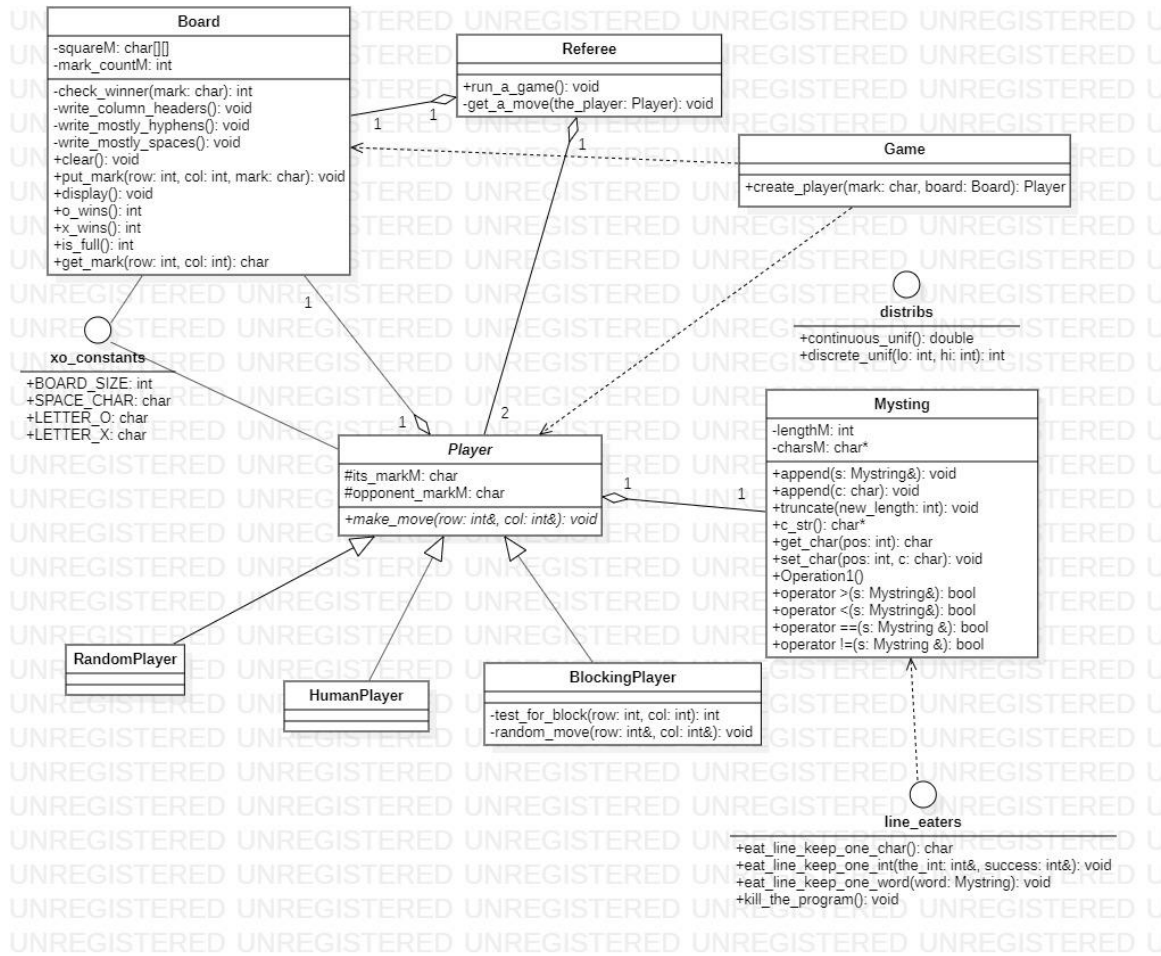 Board
-squareM: char[][]
-mark_countM: int
-check_winner(mark: char): int
-write_column_headers(): void
-write_mostly_hyphens(): void
-write_mostly_spaces(): void
+clear(): void
+put_mark(row: int, col: int, mark: char): void
+display(): void
+o_wins(): int
+x_wins(): int
+is_full(): int
+get_mark(row: int, col: int): char
Referee
+run_a_game(): void
-get_a_move(the_player: Player): void
1
1
1
Game
+create_player(mark: char, board: Board): Player
distribs
+continuous_unif(): double
+discrete_unif(lo: int, hi: int): int
1
xo_constants
+BOARD_SIZE: int
+SPACE_CHAR: char
+LETTER_O: char
+LETTER_X: char
1
2
Player
#its_markM: char
#opponent_markM: char
+make_move(row: int&, col: int&): void
1
1
Mysting
-lengthM: int
-charsM: char*
+append(s: Mystring&): void
+append(c: char): void
+truncate(new_length: int): void
+c_str(): char*
+get_char(pos: int): char
+set_char(pos: int, c: char): void
+Operation1()
+operator >(s: Mystring&): bool
+operator <(s: Mystring&): bool
+operator ==(s: Mystring &): bool
+operator !=(s: Mystring &): bool
RandomPlayer
HumanPlayer
BlockingPlayer
-test_for_block(row: int, col: int): int
-random_move(row: int&, col: int&): void
line_eaters
+eat_line_keep_one_char(): char
+eat_line_keep_one_int(the_int: int&, success: int&): void
+eat_line_keep_one_word(word: Mystring): void
+kill_the_program(): void
UNREGISTERED